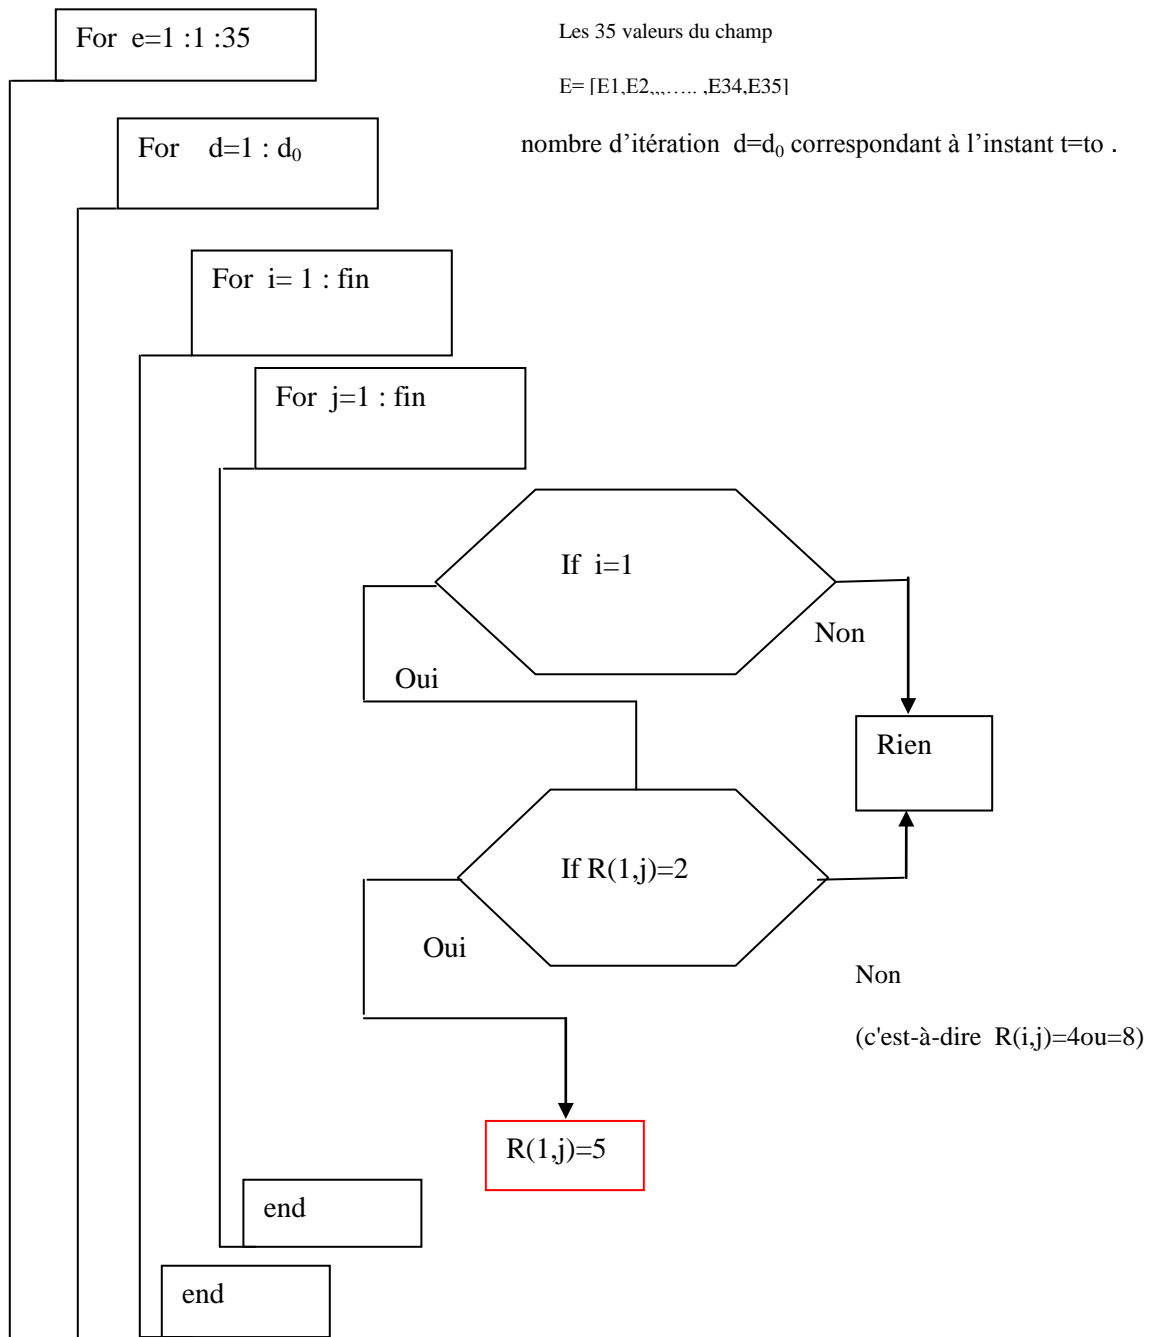 For e=1 :1 :35
Les 35 valeurs du champ
E= [E1,E2,,,….. ,E34,E35]
For d=1 : d₀
nombre d’itération d=d₀ correspondant à l’instant t=to .
For i= 1 : fin
For j=1 : fin
If i=1
Non
Oui
Rien
If R(1,j)=2
Oui
Non
(c'est-à-dire R(i,j)=4ou=8)
R(1,j)=5
end
end